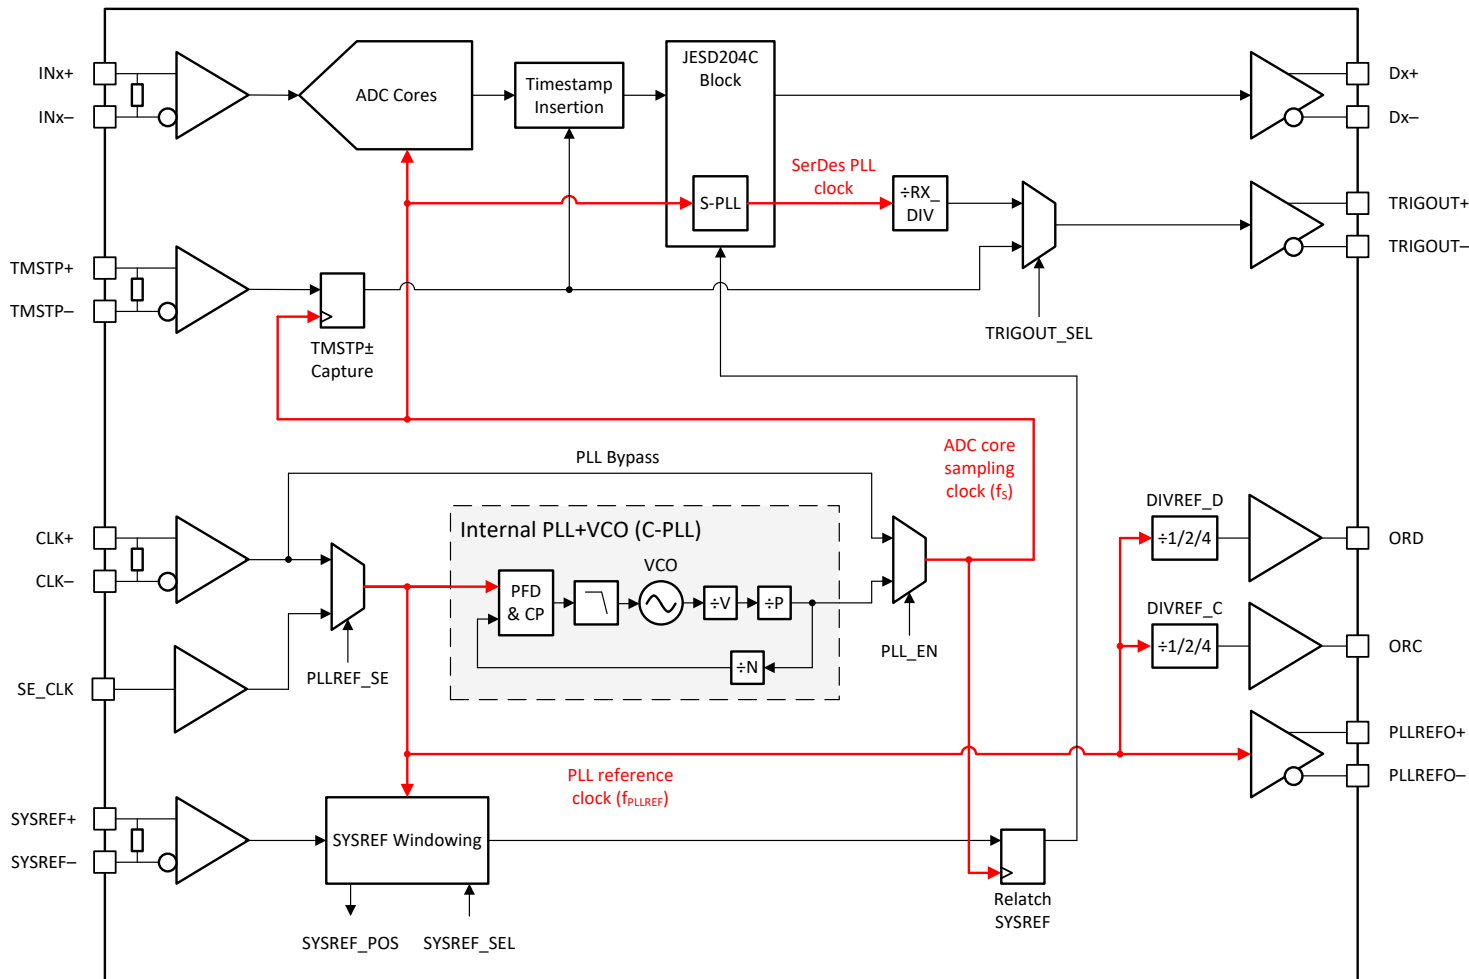 INx+
INx−
ADC Cores
Timestamp
Insertion
JESD204C
Block
Dx+
Dx−
SerDes PLL
clock
S-PLL
÷RX_
DIV
TRIGOUT+
TRIGOUT−
TMSTP+
TMSTP−
TMSTP±
Capture
TRIGOUT_SEL
PLL Bypass
ADC core
sampling
clock (fS)
CLK+
CLK−
Internal PLL+VCO (C-PLL)
VCO
PFD
& CP
÷V
÷P
÷N
PLL_EN
PLLREF_SE
SE_CLK
DIVREF_D
÷1/2/4
ORD
DIVREF_C
÷1/2/4
ORC
PLLREFO+
PLLREFO−
PLL reference
clock (fPLLREF)
SYSREF+
SYSREF−
SYSREF Windowing
SYSREF_POS
SYSREF_SEL
Relatch
SYSREF